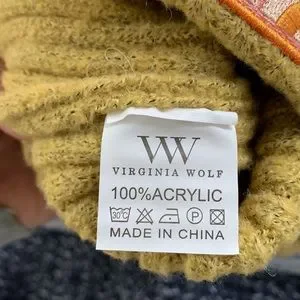 VW
VIRGINIA WOLF
100%ACRYLIC
30°C P
MADE IN CHINA